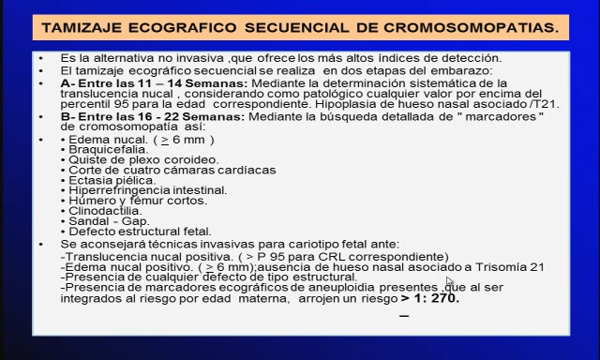 TAMIZAJE ECOGRAFICO SECUENCIAL DE CROMOSOMOPATIAS.
• Es la alternativa no invasiva ,que ofrece los más altos índices de detección.
• El tamizaje ecográfico secuencial se realiza en dos etapas del embarazo:
• A- Entre las 11 – 14 Semanas: Mediante la determinación sistemática de la
translucencia nucal , considerando como patológico cualquier valor por encima del
percentil 95 para la edad correspondiente. Hipoplasia de hueso nasal asociado /T21.
• B- Entre las 16 - 22 Semanas: Mediante la búsqueda detallada de " marcadores "
de cromosomopatía así:
• • Edema nucal. ( ≥ 6 mm )
• • Braquicefalia.
• • Quiste de plexo coroideo.
• • Corte de cuatro cámaras cardíacas
• • Ectasia piélica.
• • Hiperrefringencia intestinal.
• • Húmero y fémur cortos.
• • Clinodactilia.
• • Sandal - Gap.
• • Defecto estructural fetal.
• Se aconsejará técnicas invasivas para cariotipo fetal ante:
-Translucencia nucal positiva. ( > P 95 para CRL correspondiente)
-Edema nucal positivo. ( ≥ 6 mm);ausencia de hueso nasal asociado a Trisomía 21
-Presencia de cualquier defecto de tipo estructural.
-Presencia de marcadores ecográficos de aneuploidia presentes ,que al ser
integrados al riesgo por edad materna, arrojen un riesgo > 1: 270.
_